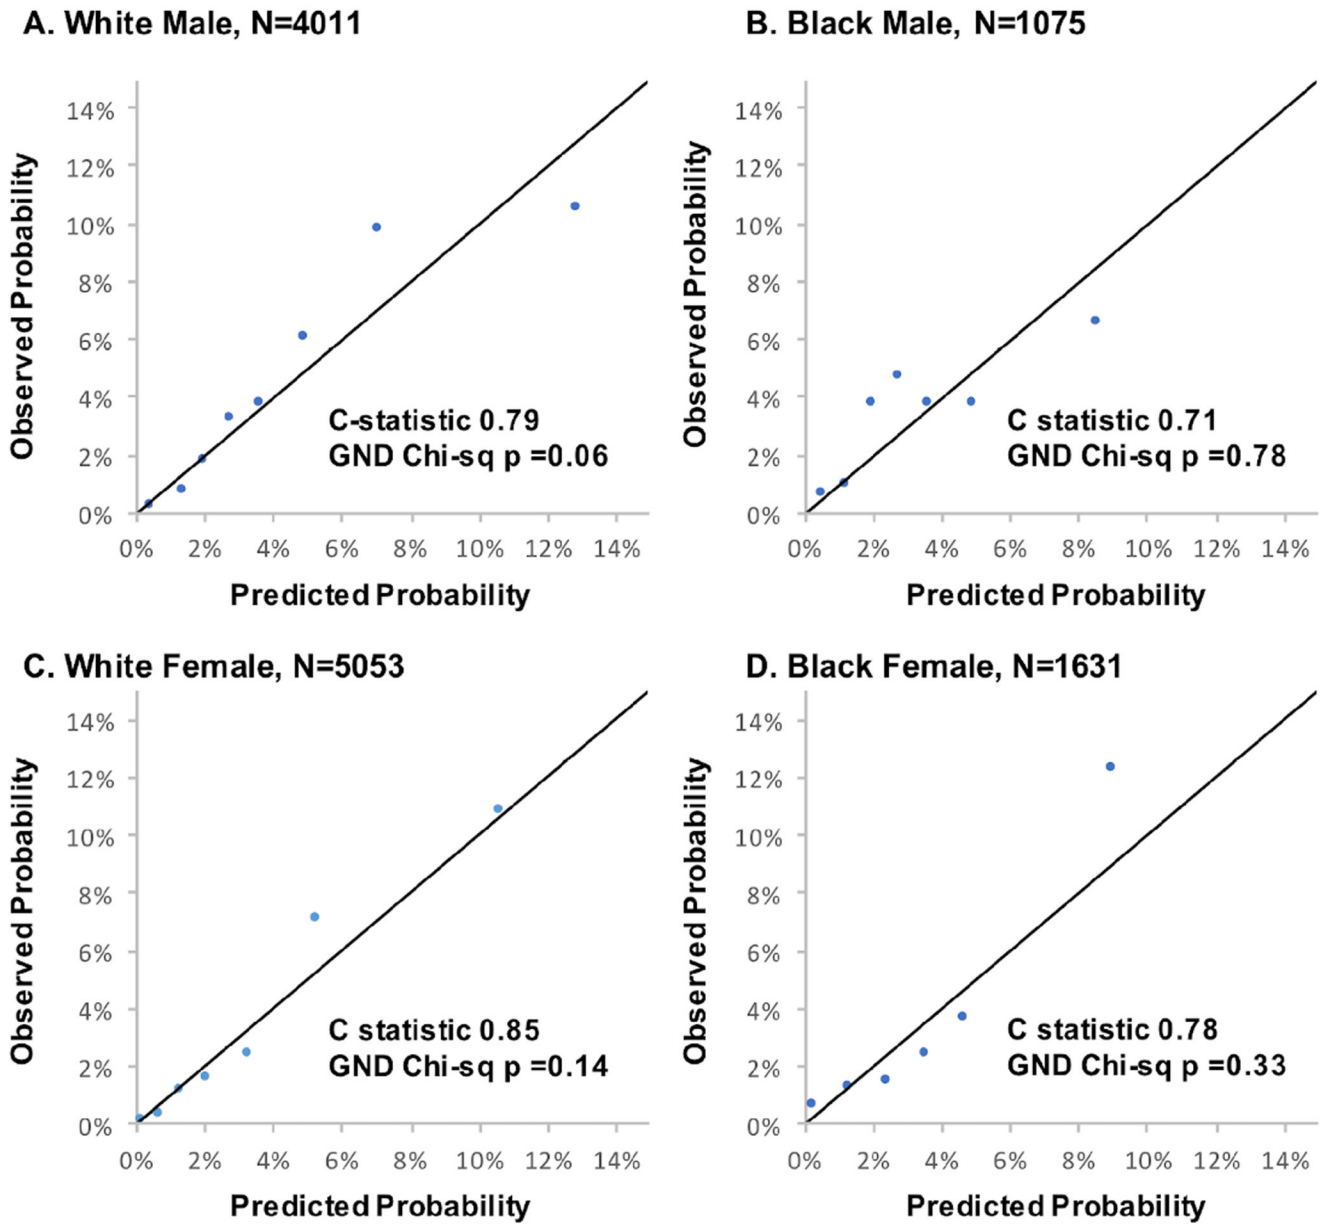 A. White Male, N=4011
B. Black Male, N=1075
Observed Probability
14%
12%
10%
8%
6%
4%
2%
0%
C-statistic 0.79
GND Chi-sq p =0.06
0% 2% 4% 6% 8% 10% 12% 14%
Predicted Probability
Observed Probability
14%
12%
10%
8%
6%
4%
2%
0%
C statistic 0.71
GND Chi-sq p =0.78
0% 2% 4% 6% 8% 10% 12% 14%
Predicted Probability
C. White Female, N=5053
D. Black Female, N=1631
Observed Probability
14%
12%
10%
8%
6%
4%
2%
0%
C statistic 0.85
GND Chi-sq p =0.14
0% 2% 4% 6% 8% 10% 12% 14%
Predicted Probability
Observed Probability
14%
12%
10%
8%
6%
4%
2%
0%
C statistic 0.78
GND Chi-sq p =0.33
0% 2% 4% 6% 8% 10% 12% 14%
Predicted Probability